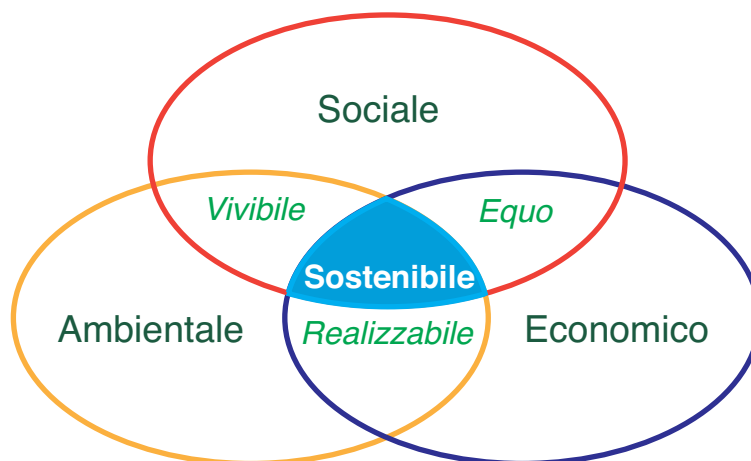 Sociale
Vivibile
Equo
Sostenibile
Ambientale
Realizzabile
Economico